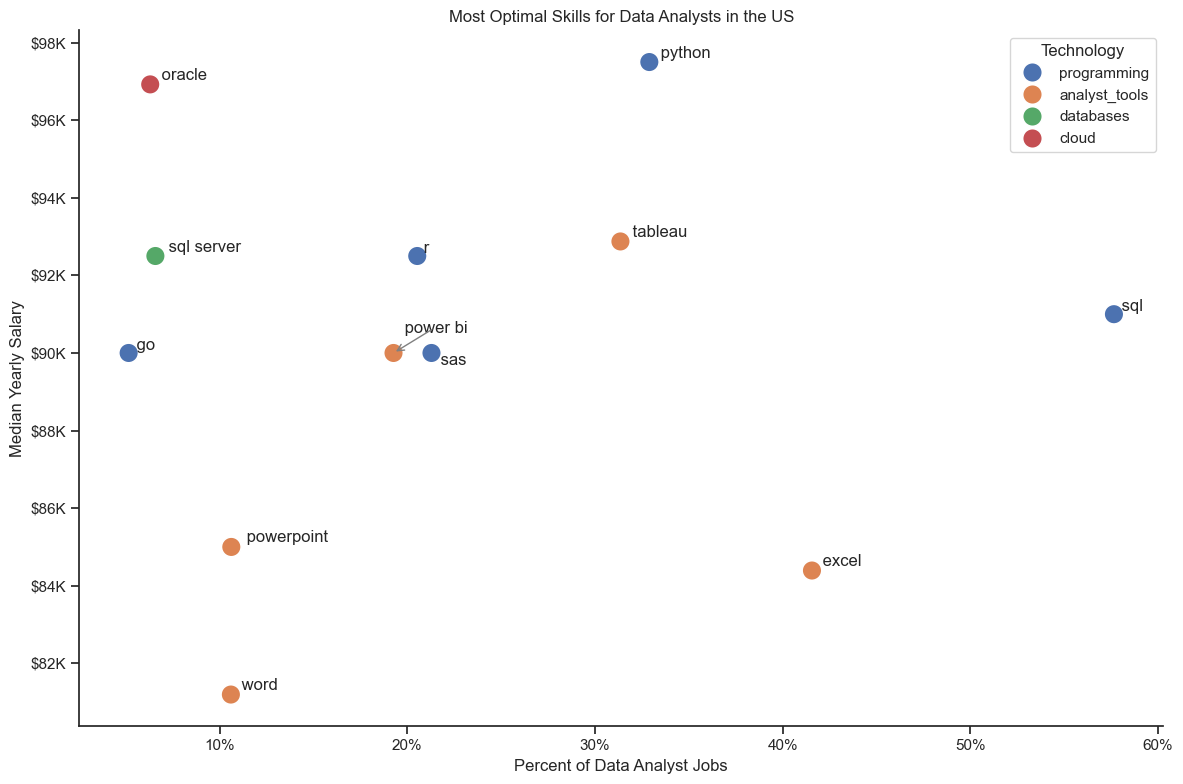 Most Optimal Skills for Data Analysts in the US
$98K
$96K
$94K
$92K
$90K
$88K
$86K
$84K
$82K
Median Yearly Salary
oracle
python
sql server
r
tableau
power bi
sql
go
sas
powerpoint
excel
word
Technology
programming
analyst_tools
databases
cloud
10%
20%
30%
40%
50%
60%
Percent of Data Analyst Jobs